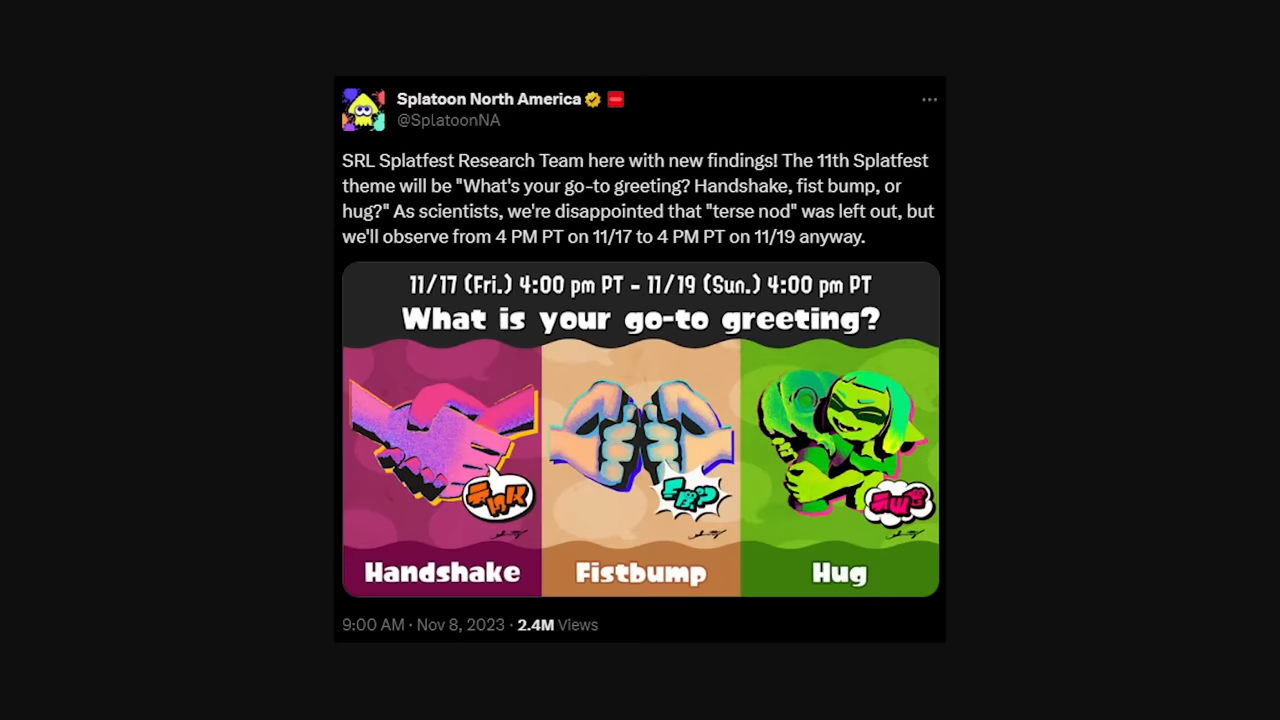 Splatoon North America
@SplatoonNA
SRL Splatfest Research Team here with new findings! The 11th Splatfest
theme will be "What's your go-to greeting? Handshake, fist bump, or
hug?" As scientists, we're disappointed that "terse nod" was left out, but
we'll observe from 4 PM PT on 11/17 to 4 PM PT on 11/19 anyway.
11/17 (Fri.) 4:00 pm PT - 11/19 (Sun.) 4:00 pm PT
What is your go-to greeting?
Handshake
Fistbump
Hug
9:00 AM · Nov 8, 2023 · 2.4M Views